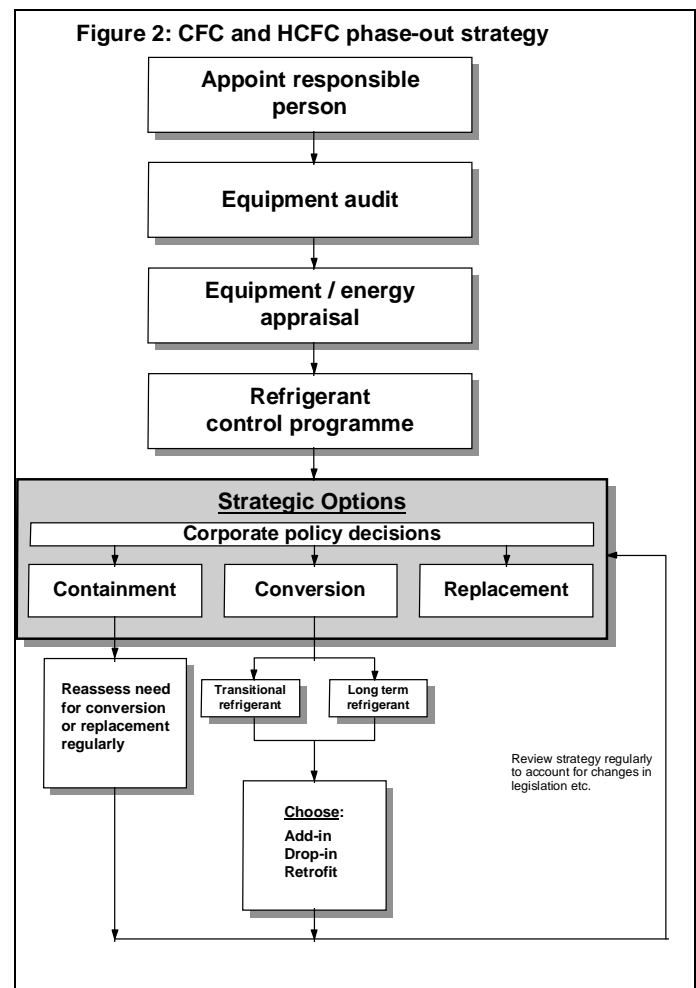 Figure 2: CFC and HCFC phase-out strategy
Appoint responsible
person
Equipment audit
Equipment / energy
appraisal
Refrigerant
control programme
Strategic Options
Corporate policy decisions
Containment
Conversion
Replacement
Reassess need
for conversion
or replacement
regularly
Transitional
refrigerant
Long term
refrigerant
Review strategy regularly
to account for changes in
legislation etc.
Choose:
Add-in
Drop-in
Retrofit